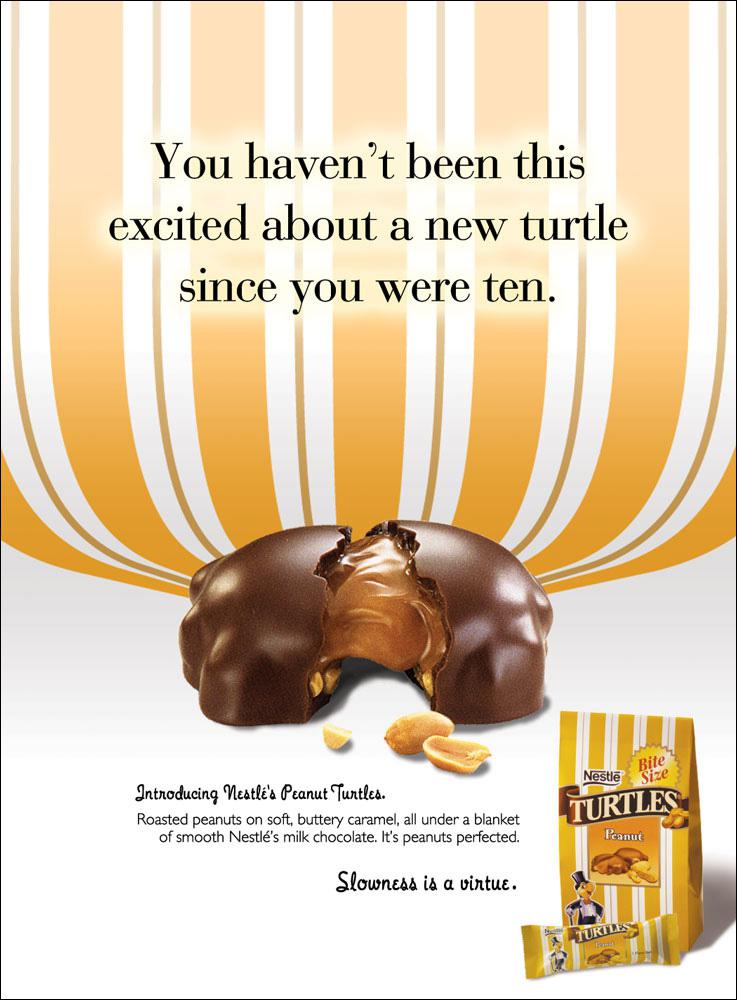 You haven’t been this
excited about a new turtle
since you were ten.
Introducing Nestlé's Peanut Turtles.
Roasted peanuts on soft, buttery caramel, all under a blanket
of smooth Nestlé’s milk chocolate. It’s peanuts perfected.
Slowness is a virtue.
Nestlé
Bite
Size
TURTLES
Peanut
Nestlé
TURTLES
Peanut